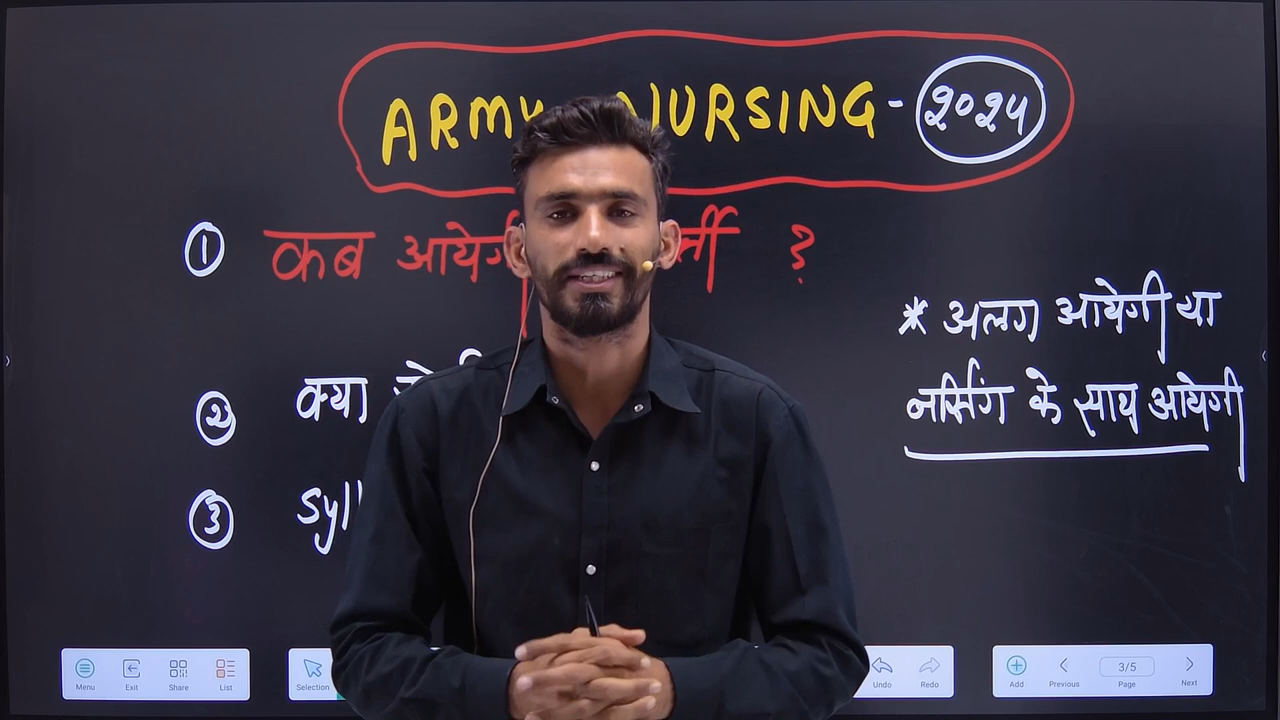 ARMY NURSING - 2024
① कब आयेगी ?
* अलग आयेगी या
नर्सिंग के साथ आयेगी
② क्या
③
Menu Exit Share List Selection Undo Redo Add Previous 3/5 Page Next